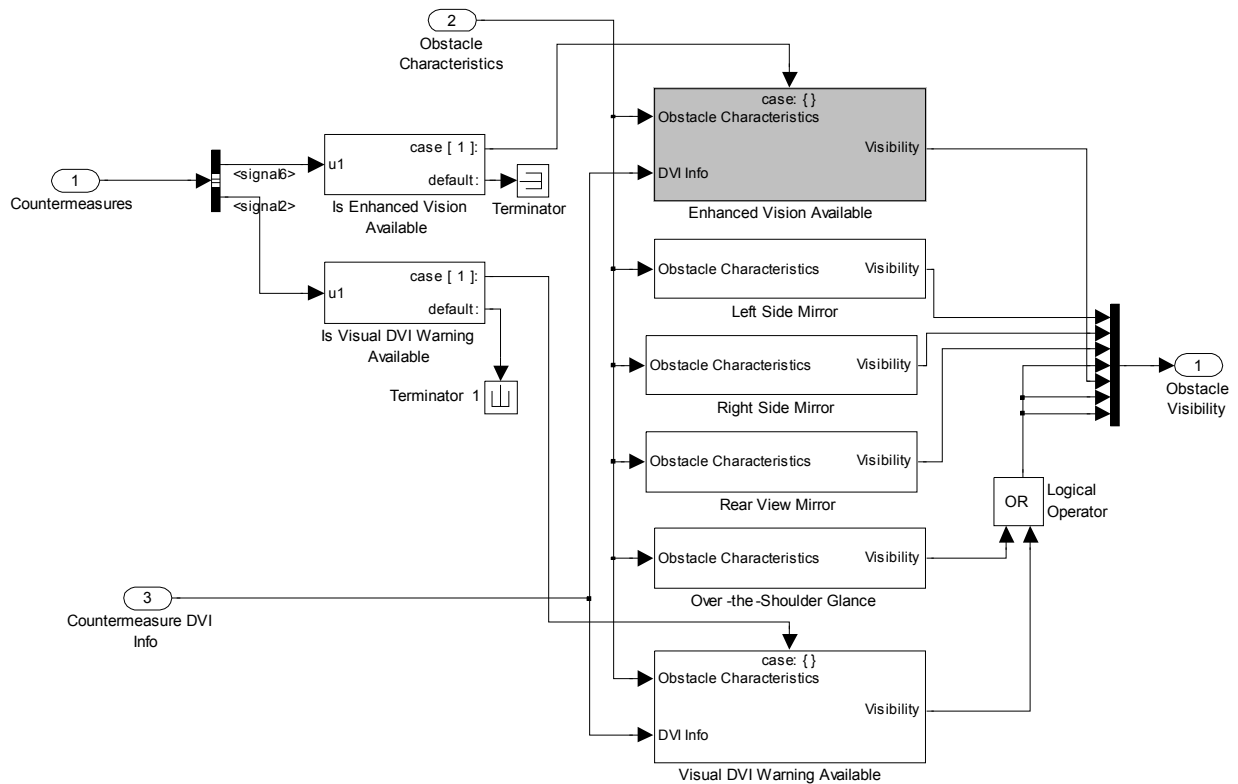 2
Obstacle
Characteristics
case: { }
Obstacle Characteristics
Visibility
DVI Info
Enhanced Vision Available
1
Countermeasures
<signal6>
<signal2>
case [ 1 ]:
u1
default :
Is Enhanced Vision
Available
Terminator
case [ 1 ]:
u1
default :
Is Visual DVI Warning
Available
Terminator 1
Obstacle Characteristics
Visibility
Left Side Mirror
Obstacle Characteristics
Visibility
Right Side Mirror
Obstacle Characteristics
Visibility
Rear View Mirror
Obstacle Characteristics
Visibility
Over -the -Shoulder Glance
3
Countermeasure DVI
Info
case: { }
Obstacle Characteristics
Visibility
DVI Info
Visual DVI Warning Available
OR
Logical
Operator
1
Obstacle
Visibility